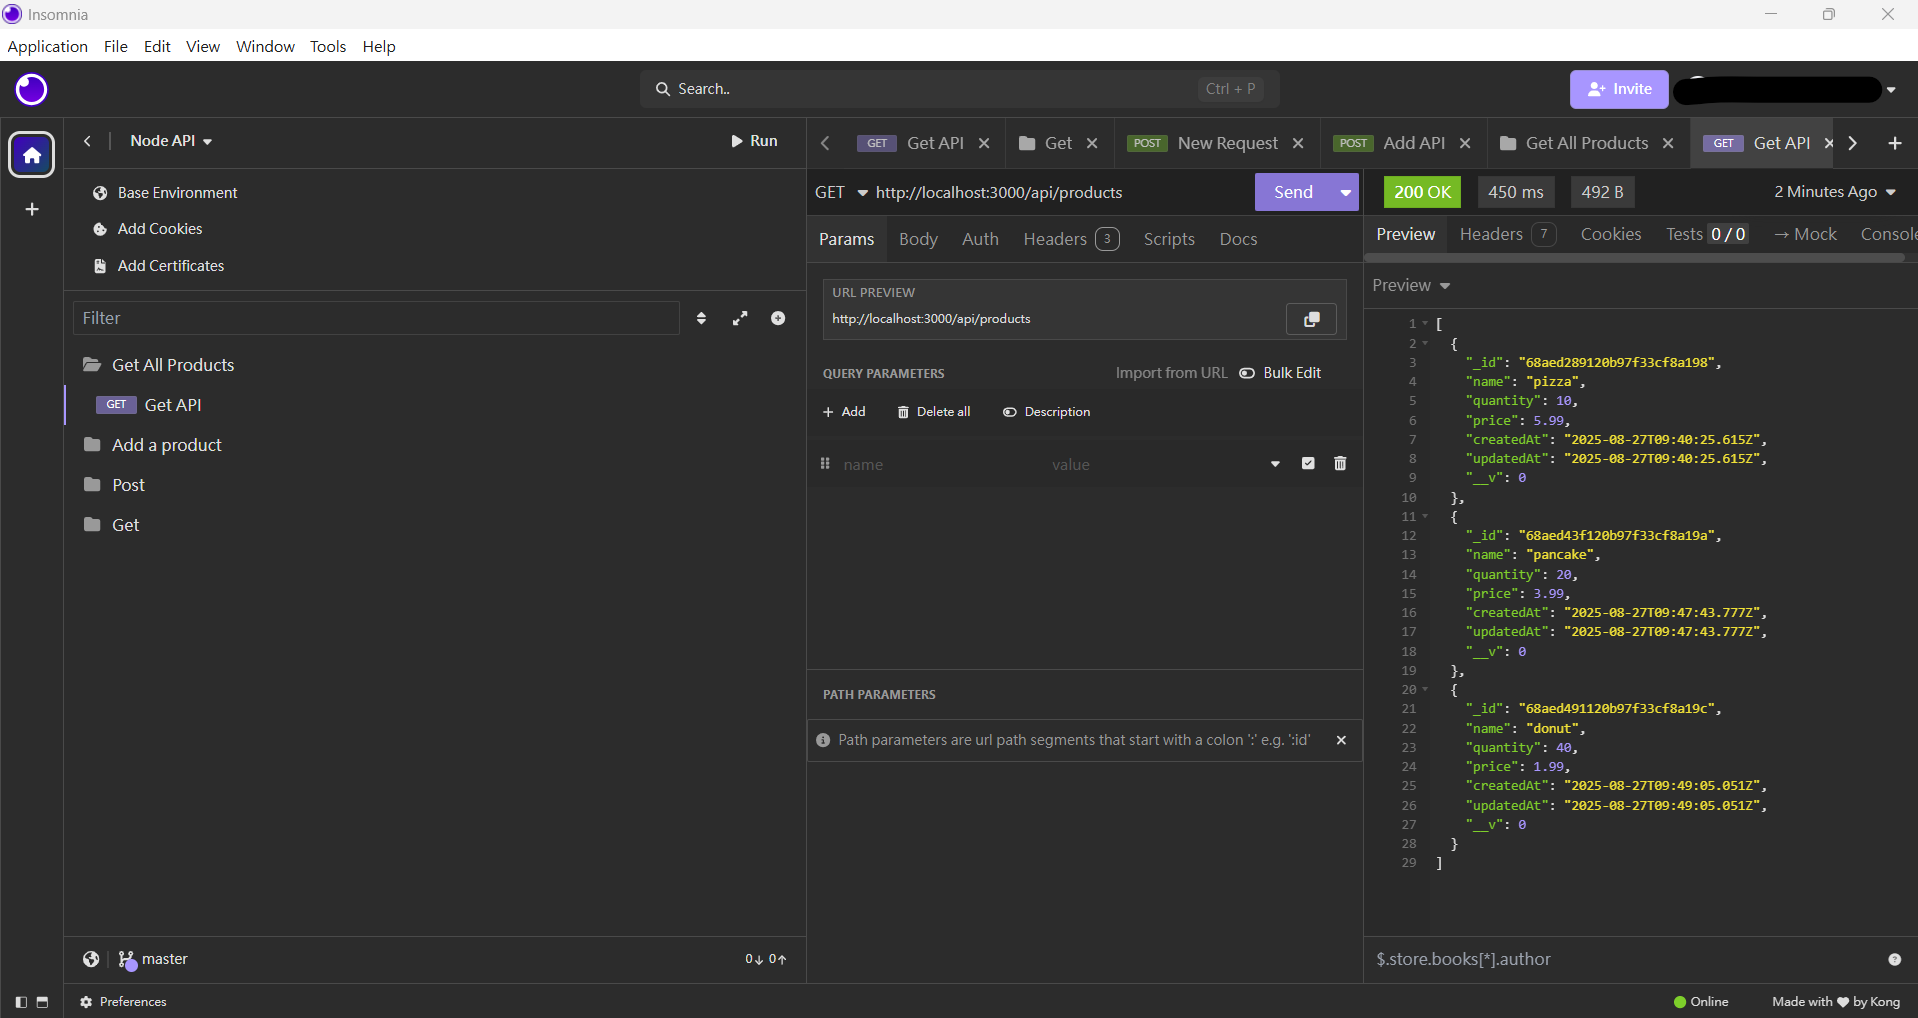 Insomnia
Application File Edit View Window Tools Help
Search.. Ctrl + P
Invite
Node API
Run
GET Get API
Get
POST New Request
POST Add API
Get All Products
GET Get API
Base Environment
Add Cookies
Add Certificates
Filter
Get All Products
GET Get API
Add a product
Post
Get
master
0↓ 0↑
GET http://localhost:3000/api/products Send
Params Body Auth Headers 3 Scripts Docs
URL PREVIEW
http://localhost:3000/api/products
QUERY PARAMETERS Import from URL Bulk Edit
+ Add Delete all Description
name value
PATH PARAMETERS
Path parameters are url path segments that start with a colon ':' e.g. ':id'
200 OK 450 ms 492 B 2 Minutes Ago
Preview Headers 7 Cookies Tests 0 / 0 → Mock Console
Preview
1 [
2 {
3 "_id": "68aed289120b97f33cf8a198",
4 "name": "pizza",
5 "quantity": 10,
6 "price": 5.99,
7 "createdAt": "2025-08-27T09:40:25.615Z",
8 "updatedAt": "2025-08-27T09:40:25.615Z",
9 "__v": 0
10 },
11 {
12 "_id": "68aed43f120b97f33cf8a19a",
13 "name": "pancake",
14 "quantity": 20,
15 "price": 3.99,
16 "createdAt": "2025-08-27T09:47:43.777Z",
17 "updatedAt": "2025-08-27T09:47:43.777Z",
18 "__v": 0
19 },
20 {
21 "_id": "68aed491120b97f33cf8a19c",
22 "name": "donut",
23 "quantity": 40,
24 "price": 1.99,
25 "createdAt": "2025-08-27T09:49:05.051Z",
26 "updatedAt": "2025-08-27T09:49:05.051Z",
27 "__v": 0
28 }
29 ]
$.store.books[*].author
Preferences
Online
Made with ♥ by Kong